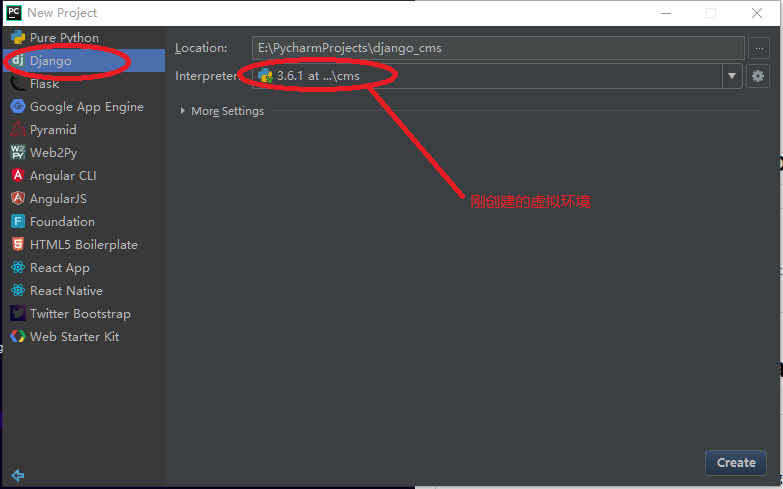 New Project
Pure Python
Django
Flask
Google App Engine
Pyramid
Web2Py
Angular CLI
AngularJS
Foundation
HTML5 Boilerplate
React App
React Native
Twitter Bootstrap
Web Starter Kit
Location: E:\PycharmProjects\django_cms
Interpreter: 3.6.1 at ...\cms
More Settings
刚创建的虚拟环境
Create